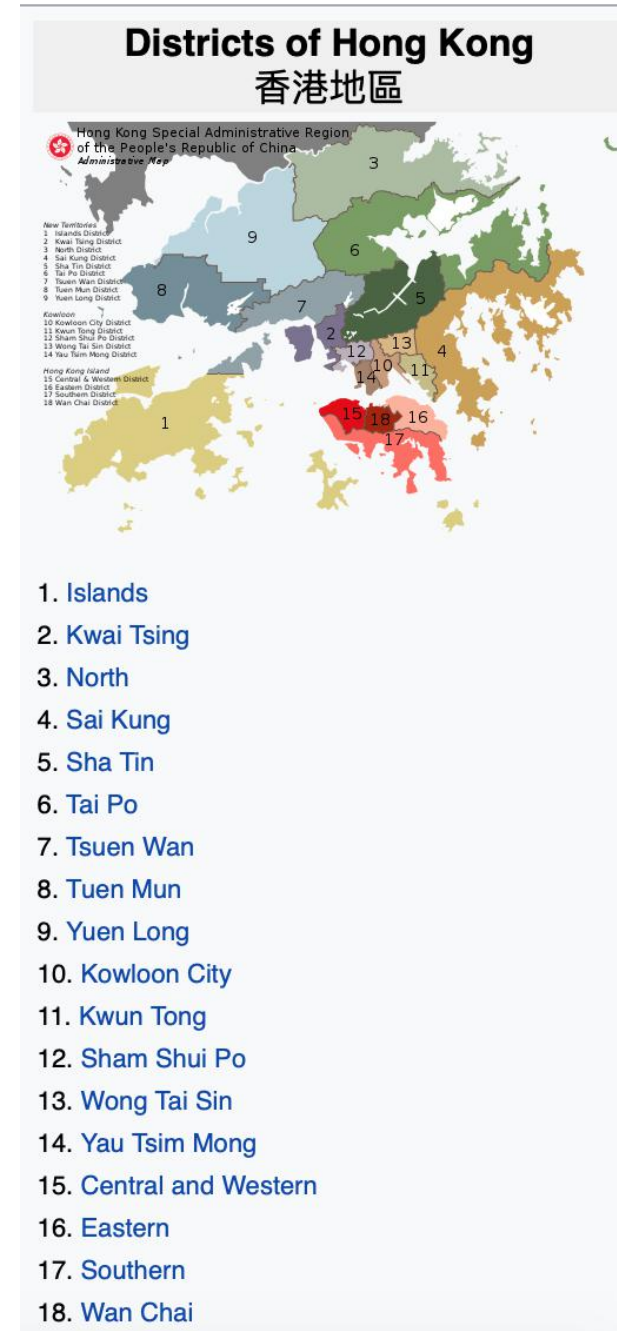 Districts of Hong Kong
香港地區
Hong Kong Special Administrative Region
of the People's Republic of China
Administrative Map
New Territories
1 Islands District
2 Kwai Tsing District
3 North District
4 Sai Kung District
5 Sha Tin District
6 Tai Po District
7 Tsuen Wan District
8 Tuen Mun District
9 Yuen Long District
Kowloon
10 Kowloon City District
11 Kwun Tong District
12 Sham Shui Po District
13 Wong Tai Sin District
14 Yau Tsim Mong District
Hong Kong Island
15 Central & Western District
16 Eastern District
17 Southern District
18 Wan Chai District
3
9
6
8
7
5
2
13
12
4
10
11
14
15
18
16
1
17
1. Islands
2. Kwai Tsing
3. North
4. Sai Kung
5. Sha Tin
6. Tai Po
7. Tsuen Wan
8. Tuen Mun
9. Yuen Long
10. Kowloon City
11. Kwun Tong
12. Sham Shui Po
13. Wong Tai Sin
14. Yau Tsim Mong
15. Central and Western
16. Eastern
17. Southern
18. Wan Chai